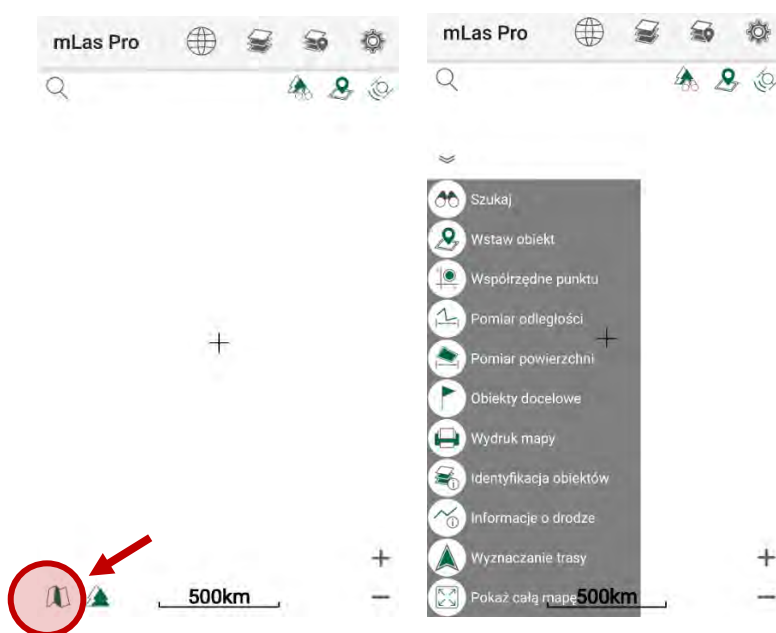 mLas Pro
500km
mLas Pro
Szukaj
Wstaw obiekt
Współrzędne punktu
Pomiar odległości
Pomiar powierzchni
Obiekty docelowe
Wydruk mapy
Identyfikacja obiektów
Informacje o drodze
Wyznaczanie trasy
Pokaż całą mapę
500km